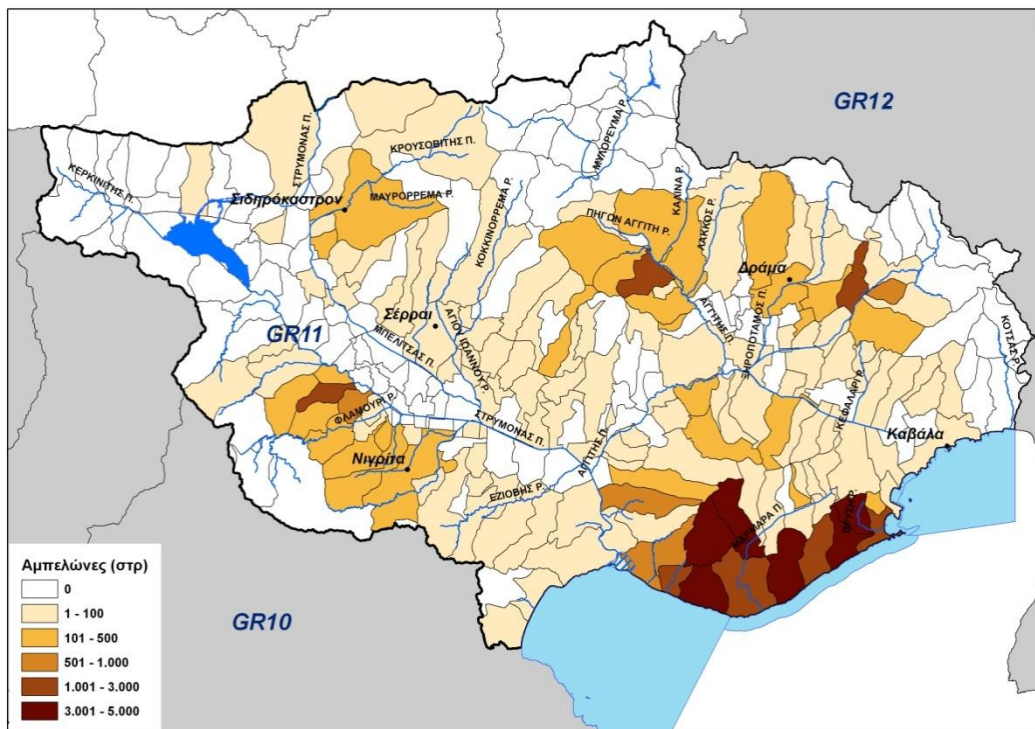 GR12
GR11
GR10
ΚΕΡΚΙΝΙΤΗΣ Π.
ΣΤΡΥΜΟΝΑΣ Π.
ΚΡΟΥΣΟΒΙΤΗΣ Π.
ΜΥΛΟΡΕΥΜΑ Ρ.
Σιδηρόκαστρον
ΜΑΥΡΟΡΡΕΜΑ Ρ.
ΚΟΚΚΙΝΟΡΡΕΜΑ Ρ.
ΠΗΓΩΝ ΑΓΓΙΤΗ Ρ.
ΚΑΛΙΝΑ Ρ.
ΛΑΚΚΟΣ Ρ.
Δράμα
Σέρραι
ΑΓΙΟΥ ΙΩΑΝΝΟΥ Ρ.
ΜΠΕΛΙΤΣΑΣ Π.
ΑΓΓΙΤΗΣ Π.
ΞΗΡΟΠΟΤΑΜΟΣ Π.
ΚΟΤΣΑΣ Ρ.
ΚΕΦΑΛΑΡΙ Ρ.
ΦΛΑΜΟΥΡΙ Ρ.
ΣΤΡΥΜΟΝΑΣ Π.
Νιγρίτα
ΑΓΓΙΤΗΣ Π.
Καβάλα
ΕΖΙΟΒΗΣ Ρ.
ΜΑΡΜΑΡΑ Π.
ΒΡΥΣΗ Ρ.
Αμπελώνες (στρ)
0
1 - 100
101 - 500
501 - 1.000
1.001 - 3.000
3.001 - 5.000